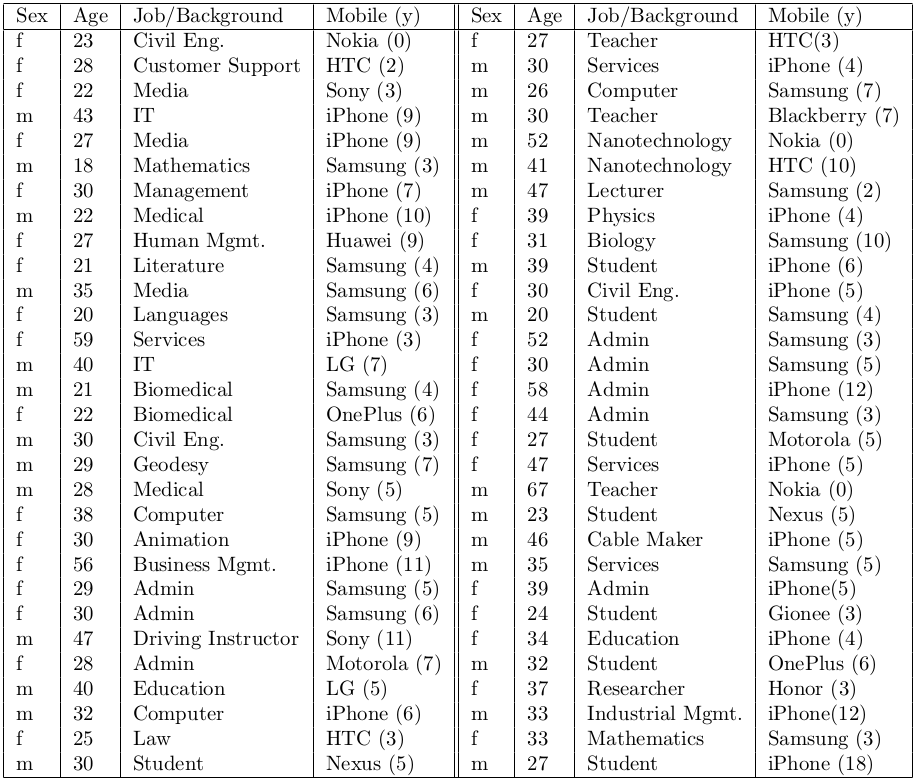 Sex Age Job/Background Mobile (y) Sex Age Job/Background Mobile (y)
f 23 Civil Eng. Nokia (0) f 27 Teacher HTC(3)
f 28 Customer Support HTC (2) m 30 Services iPhone (4)
f 22 Media Sony (3) m 26 Computer Samsung (7)
m 43 IT iPhone (9) m 30 Teacher Blackberry (7)
f 27 Media iPhone (9) m 52 Nanotechnology Nokia (0)
m 18 Mathematics Samsung (3) m 41 Nanotechnology HTC (10)
f 30 Management iPhone (7) m 47 Lecturer Samsung (2)
m 22 Medical iPhone (10) f 39 Physics iPhone (4)
f 27 Human Mgmt. Huawei (9) f 31 Biology Samsung (10)
f 21 Literature Samsung (4) m 39 Student iPhone (6)
m 35 Media Samsung (6) f 30 Civil Eng. iPhone (5)
f 20 Languages Samsung (3) m 20 Student Samsung (4)
f 59 Services iPhone (3) f 52 Admin Samsung (3)
m 40 IT LG (7) f 30 Admin Samsung (5)
m 21 Biomedical Samsung (4) f 58 Admin iPhone (12)
f 22 Biomedical OnePlus (6) f 44 Admin Samsung (3)
m 30 Civil Eng. Samsung (3) f 27 Student Motorola (5)
m 29 Geodesy Samsung (7) f 47 Services iPhone (5)
m 28 Medical Sony (5) m 67 Teacher Nokia (0)
f 38 Computer Samsung (5) m 23 Student Nexus (5)
f 30 Animation iPhone (9) m 46 Cable Maker iPhone (5)
f 56 Business Mgmt. iPhone (11) m 35 Services Samsung (5)
f 29 Admin Samsung (5) f 39 Admin iPhone(5)
f 30 Admin Samsung (6) f 24 Student Gionee (3)
m 47 Driving Instructor Sony (11) f 34 Education iPhone (4)
f 28 Admin Motorola (7) m 32 Student OnePlus (6)
m 40 Education LG (5) f 37 Researcher Honor (3)
m 32 Computer iPhone (6) m 33 Industrial Mgmt. iPhone(12)
f 25 Law HTC (3) f 33 Mathematics Samsung (3)
m 30 Student Nexus (5) m 27 Student iPhone (18)